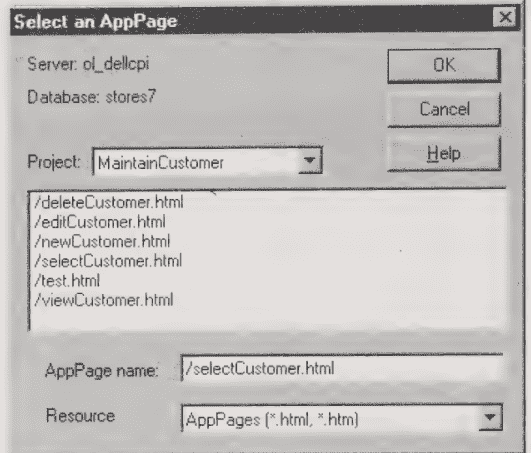 Select an AppPage
Server: ol_dellcpi
OK
Database: stores7
Cancel
Project: MaintainCustomer
Help
/deleteCustomer.html
/editCustomer.html
/newCustomer.html
/selectCustomer.html
/test.html
/viewCustomer.html
AppPage name: /selectCustomer.html
Resource AppPages (*.html, *.htm)